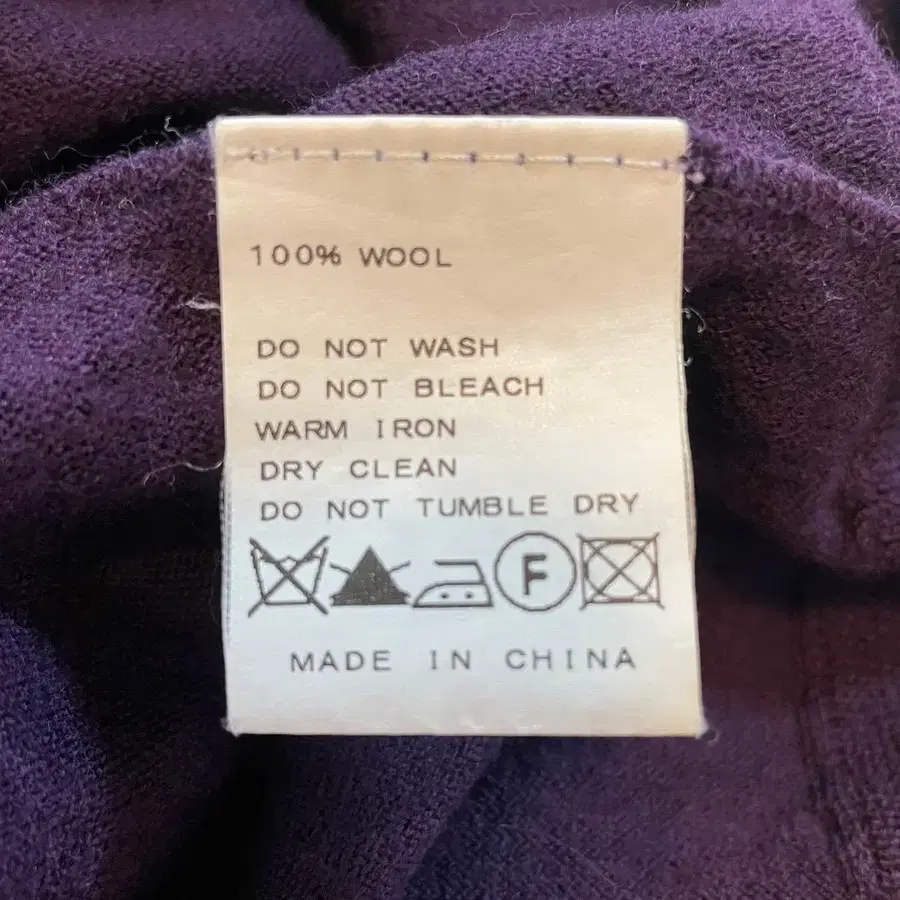 100% WOOL
DO NOT WASH
DO NOT BLEACH
WARM IRON
DRY CLEAN
DO NOT TUMBLE DRY
F
MADE IN CHINA